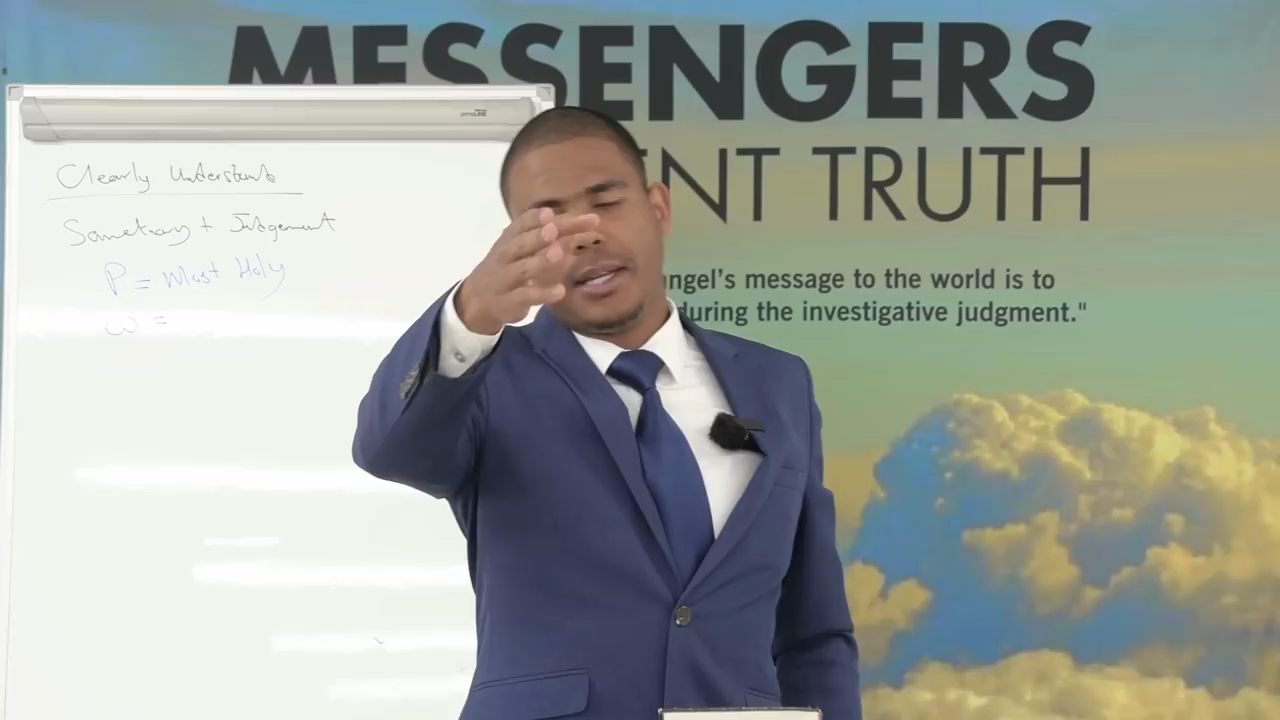 MESSENGERS
ENT TRUTH
ngel's message to the world is to
during the investigative judgment."
Clearly Understand
Sanctuary + Judgement
P = Most Holy
W =